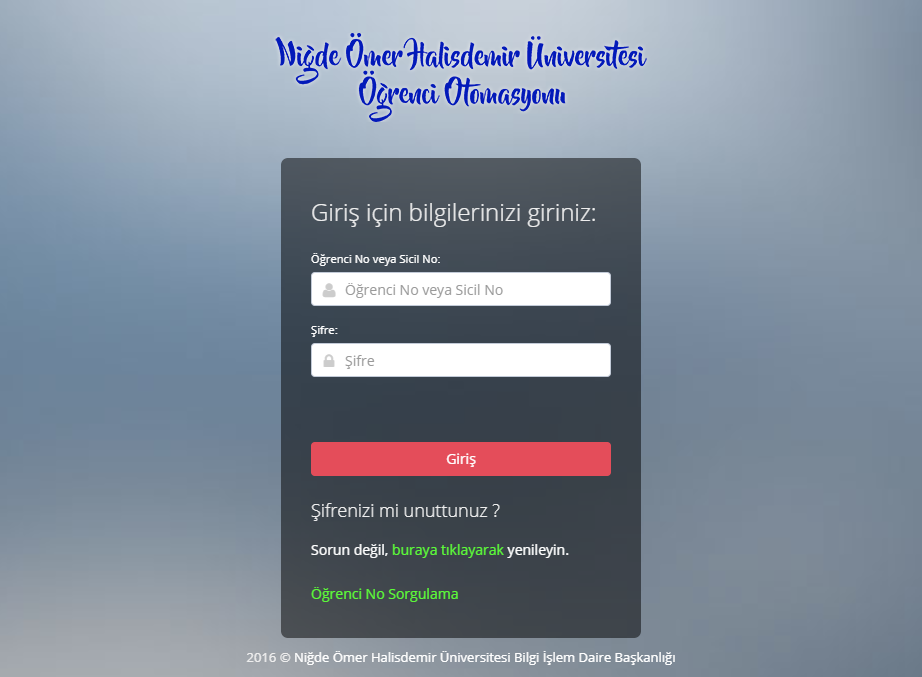 Niğde Ömer Halisdemir Üniversitesi
Öğrenci Otomasyonu
Giriş için bilgilerinizi giriniz:
Öğrenci No veya Sicil No:
Öğrenci No veya Sicil No
Şifre:
Şifre
Giriş
Şifrenizi mi unuttunuz ?
Sorun değil, buraya tıklayarak yenileyin.
Öğrenci No Sorgulama
2016 © Niğde Ömer Halisdemir Üniversitesi Bilgi İşlem Daire Başkanlığı